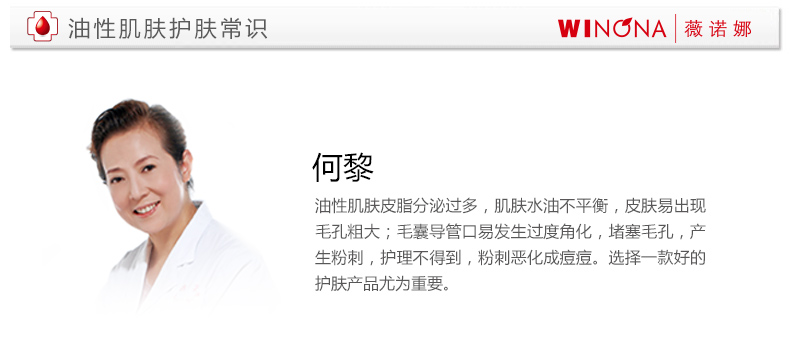 油性肌肤护肤常识
WINONA 薇诺娜
何黎
油性肌肤皮脂分泌过多，肌肤水油不平衡，皮肤易出现
毛孔粗大；毛囊导管口易发生过度角化，堵塞毛孔，产
生粉刺，护理不得到，粉刺恶化成痘痘。选择一款好的
护肤产品尤为重要。